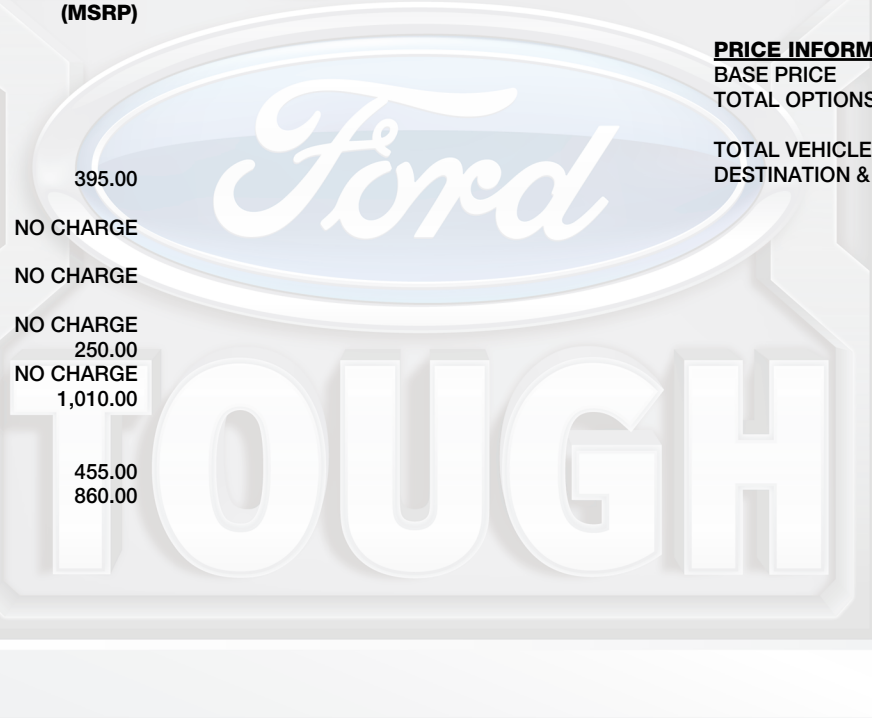 (MSRP)
395.00
NO CHARGE
NO CHARGE
NO CHARGE
250.00
NO CHARGE
1,010.00
455.00
860.00
PRICE INFORM
BASE PRICE
TOTAL OPTIONS
TOTAL VEHICLE
DESTINATION &
Ford
TOUGH